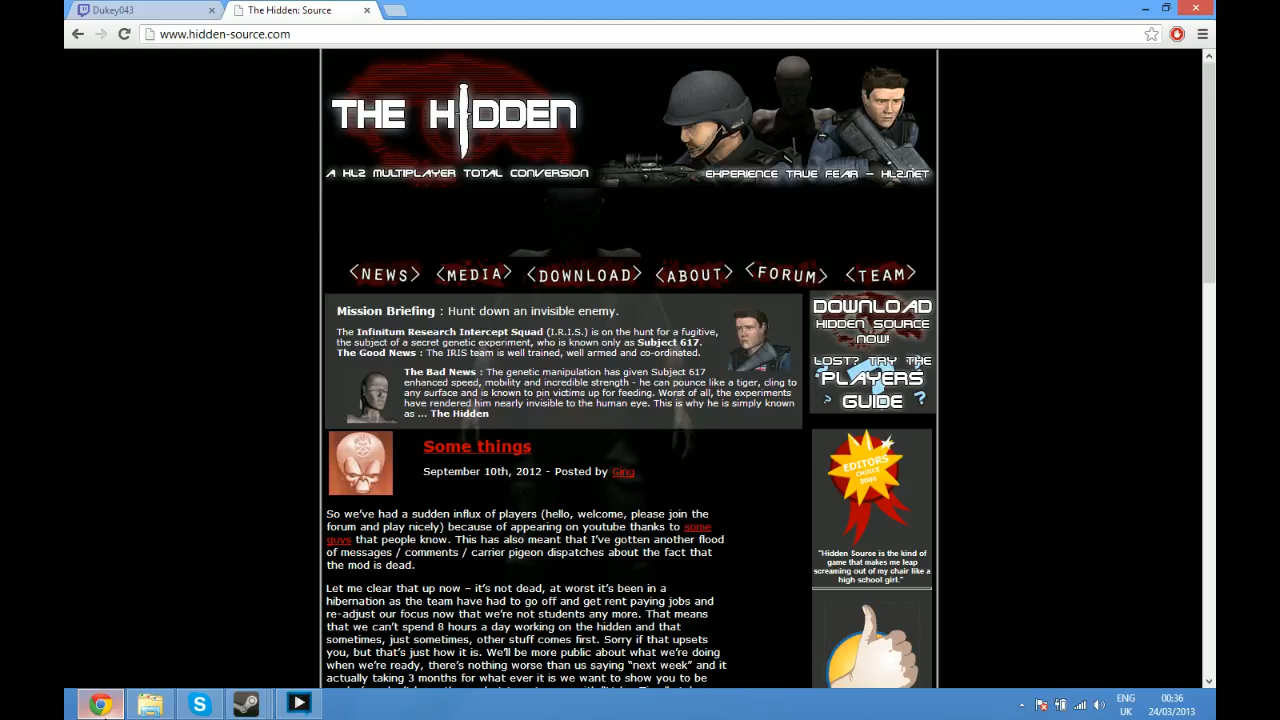 Dukey043
The Hidden: Source
www.hidden-source.com
THE HIDDEN
A HL2 MULTIPLAYER TOTAL CONVERSION
EXPERIENCE TRUE FEAR - HL2.NET
<NEWS> <MEDIA> <DOWNLOAD> <ABOUT> <FORUM> <TEAM>
Mission Briefing : Hunt down an invisible enemy.
The Infinitum Research Intercept Squad (I.R.I.S.) is on the hunt for a fugitive,
the subject of a secret genetic experiment, who is known only as Subject 617.
The Good News : The IRIS team is well trained, well armed and co-ordinated.
The Bad News : The genetic manipulation has given Subject 617
enhanced speed, mobility and incredible strength - he can pounce like a tiger, cling to
any surface and is known to pin victims up for feeding. Worst of all, the experiments
have rendered him nearly invisible to the human eye. This is why he is simply known
as ... The Hidden
DOWNLOAD
HIDDEN SOURCE
NOW!
LOST? TRY THE
PLAYERS
GUIDE
Some things
September 10th, 2012 - Posted by Ging
So we've had a sudden influx of players (hello, welcome, please join the
forum and play nicely) because of appearing on youtube thanks to some
guys that people know. This has also meant that I've gotten another flood
of messages / comments / carrier pigeon dispatches about the fact that
the mod is dead.
Let me clear that up now – it's not dead, at worst it's been in a
hibernation as the team have had to go off and get rent paying jobs and
re-adjust our focus now that we're not students any more. That means
that we can't spend 8 hours a day working on the hidden and that
sometimes, just sometimes, other stuff comes first. Sorry if that upsets
you, but that's just how it is. We'll be more public about what we're doing
when we're ready, there's nothing worse than us saying "next week" and it
actually taking 3 months for what ever it is we want to show you to be
EDITORS
CHOICE
2006
"Hidden Source is the kind of
game that makes me leap
screaming out of my chair like a
high school girl."
ENG
UK
00:36
24/03/2013